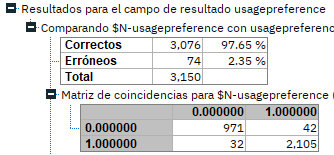 Resultados para el campo de resultado usagepreference
Comparando $N-usagepreference con usagepreferenc
Correctos 3,076 97.65 %
Erróneos 74 2.35 %
Total 3,150
Matriz de coincidencias para $N-usagepreference (
0.000000 1.000000
0.000000 971 42
1.000000 32 2,105